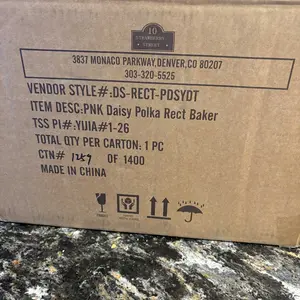 10
STRAWBERRY
STREET
3837 MONACO PARKWAY,DENVER,CO 80207
303-320-5525
VENDOR STYLE#:DS-RECT-PDSYDT
ITEM DESC:PNK Daisy Polka Rect Baker
TSS PI#:YIJIA#1-26
TOTAL QTY PER CARTON: 1 PC
CTN# 1259 OF 1400
MADE IN CHINA